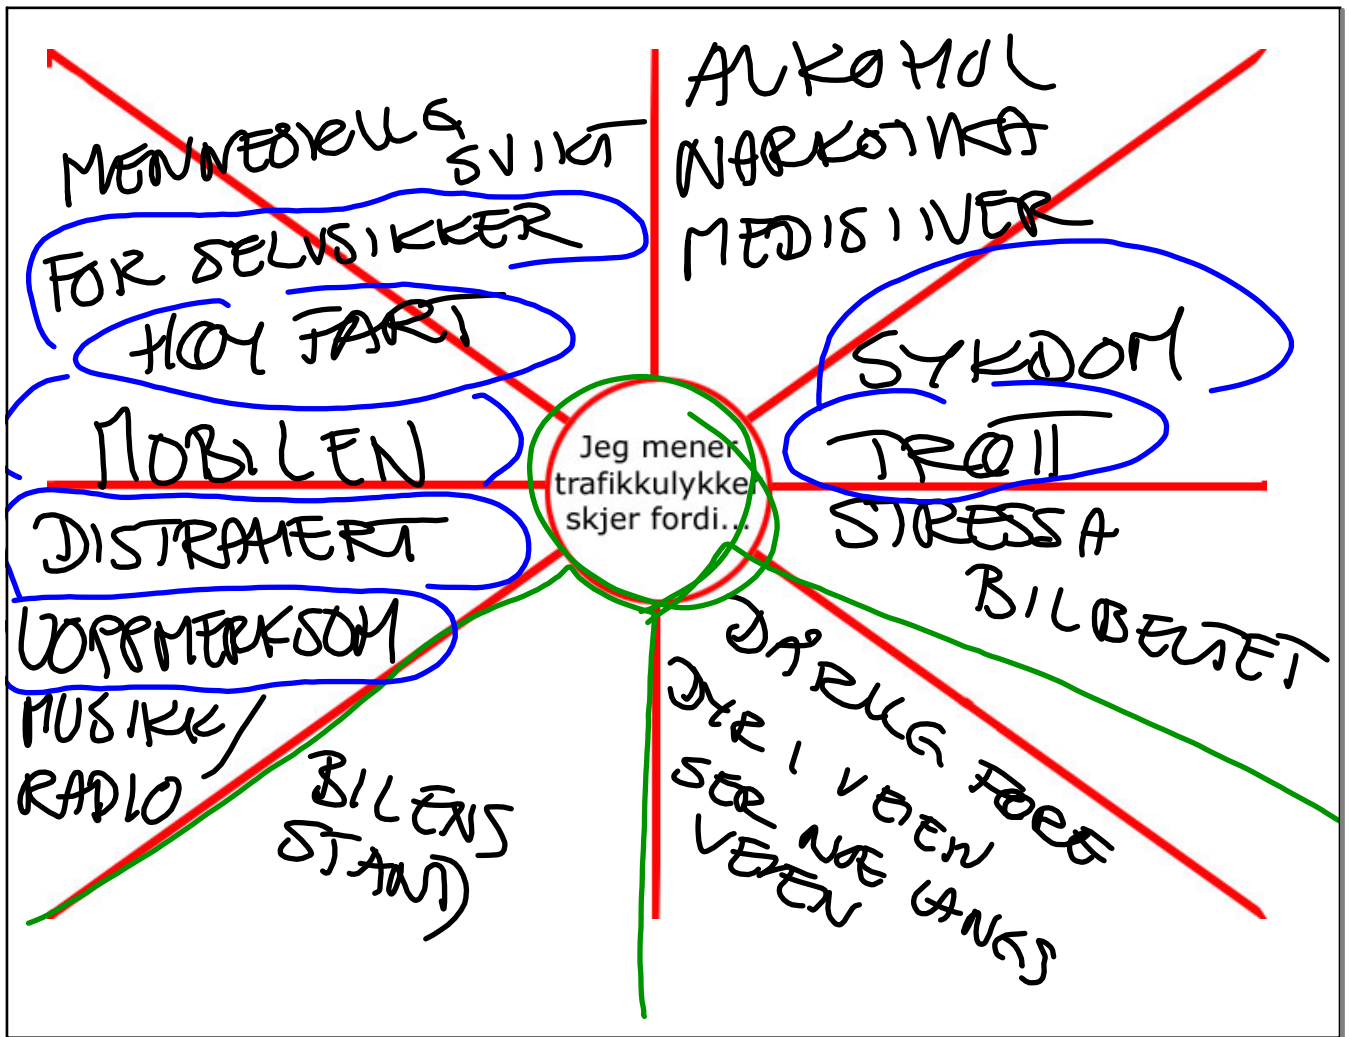 MENNESKELIG
SVIKT
FOR SELVSIKKER
HØY FART
MOBILEN
DISTRAHERT
UOPPMERKSOM
MUSIKK/
RADIO
ALKOHOL
NARKOTIKA
MEDISINER
SYKDOM
TRØTT
STRESSA
BILBELTET
Jeg mener
trafikkulykker
skjer fordi...
DÅRLIG FØRE
DYR I VEIEN
SER NOE LANGS
VEIEN
BILENS
STAND